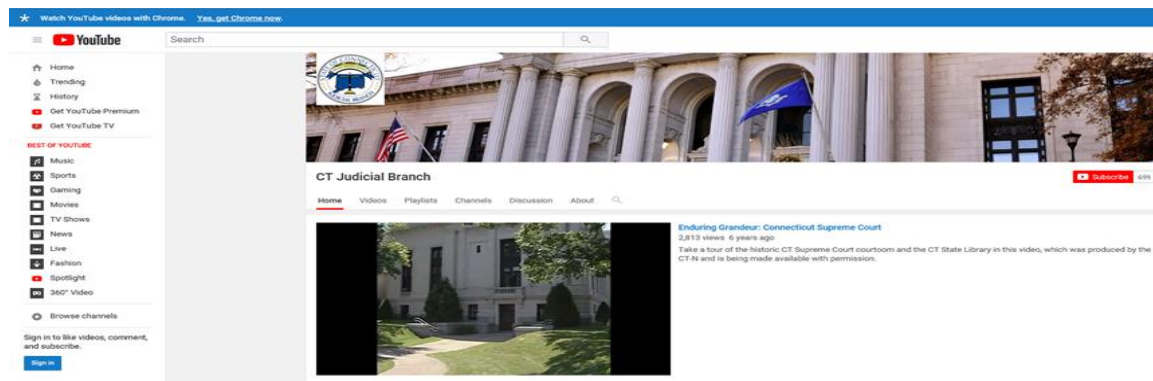 Watch YouTube videos with Chrome. Yes, get Chrome now.
YouTube
Search
Home
Trending
History
Get YouTube Premium
Get YouTube TV
BEST OF YOUTUBE
Music
Sports
Gaming
Movies
TV Shows
News
Live
Fashion
Spotlight
360° Video
Browse channels
Sign in to like videos, comment,
and subscribe.
Sign in
CT Judicial Branch
Subscribe 699
Home Videos Playlists Channels Discussion About
Enduring Grandeur: Connecticut Supreme Court
2,813 views 6 years ago
Take a tour of the historic CT Supreme Court courtoom and the CT State Library in this video, which was produced by the
CT-N and is being made available with permission.